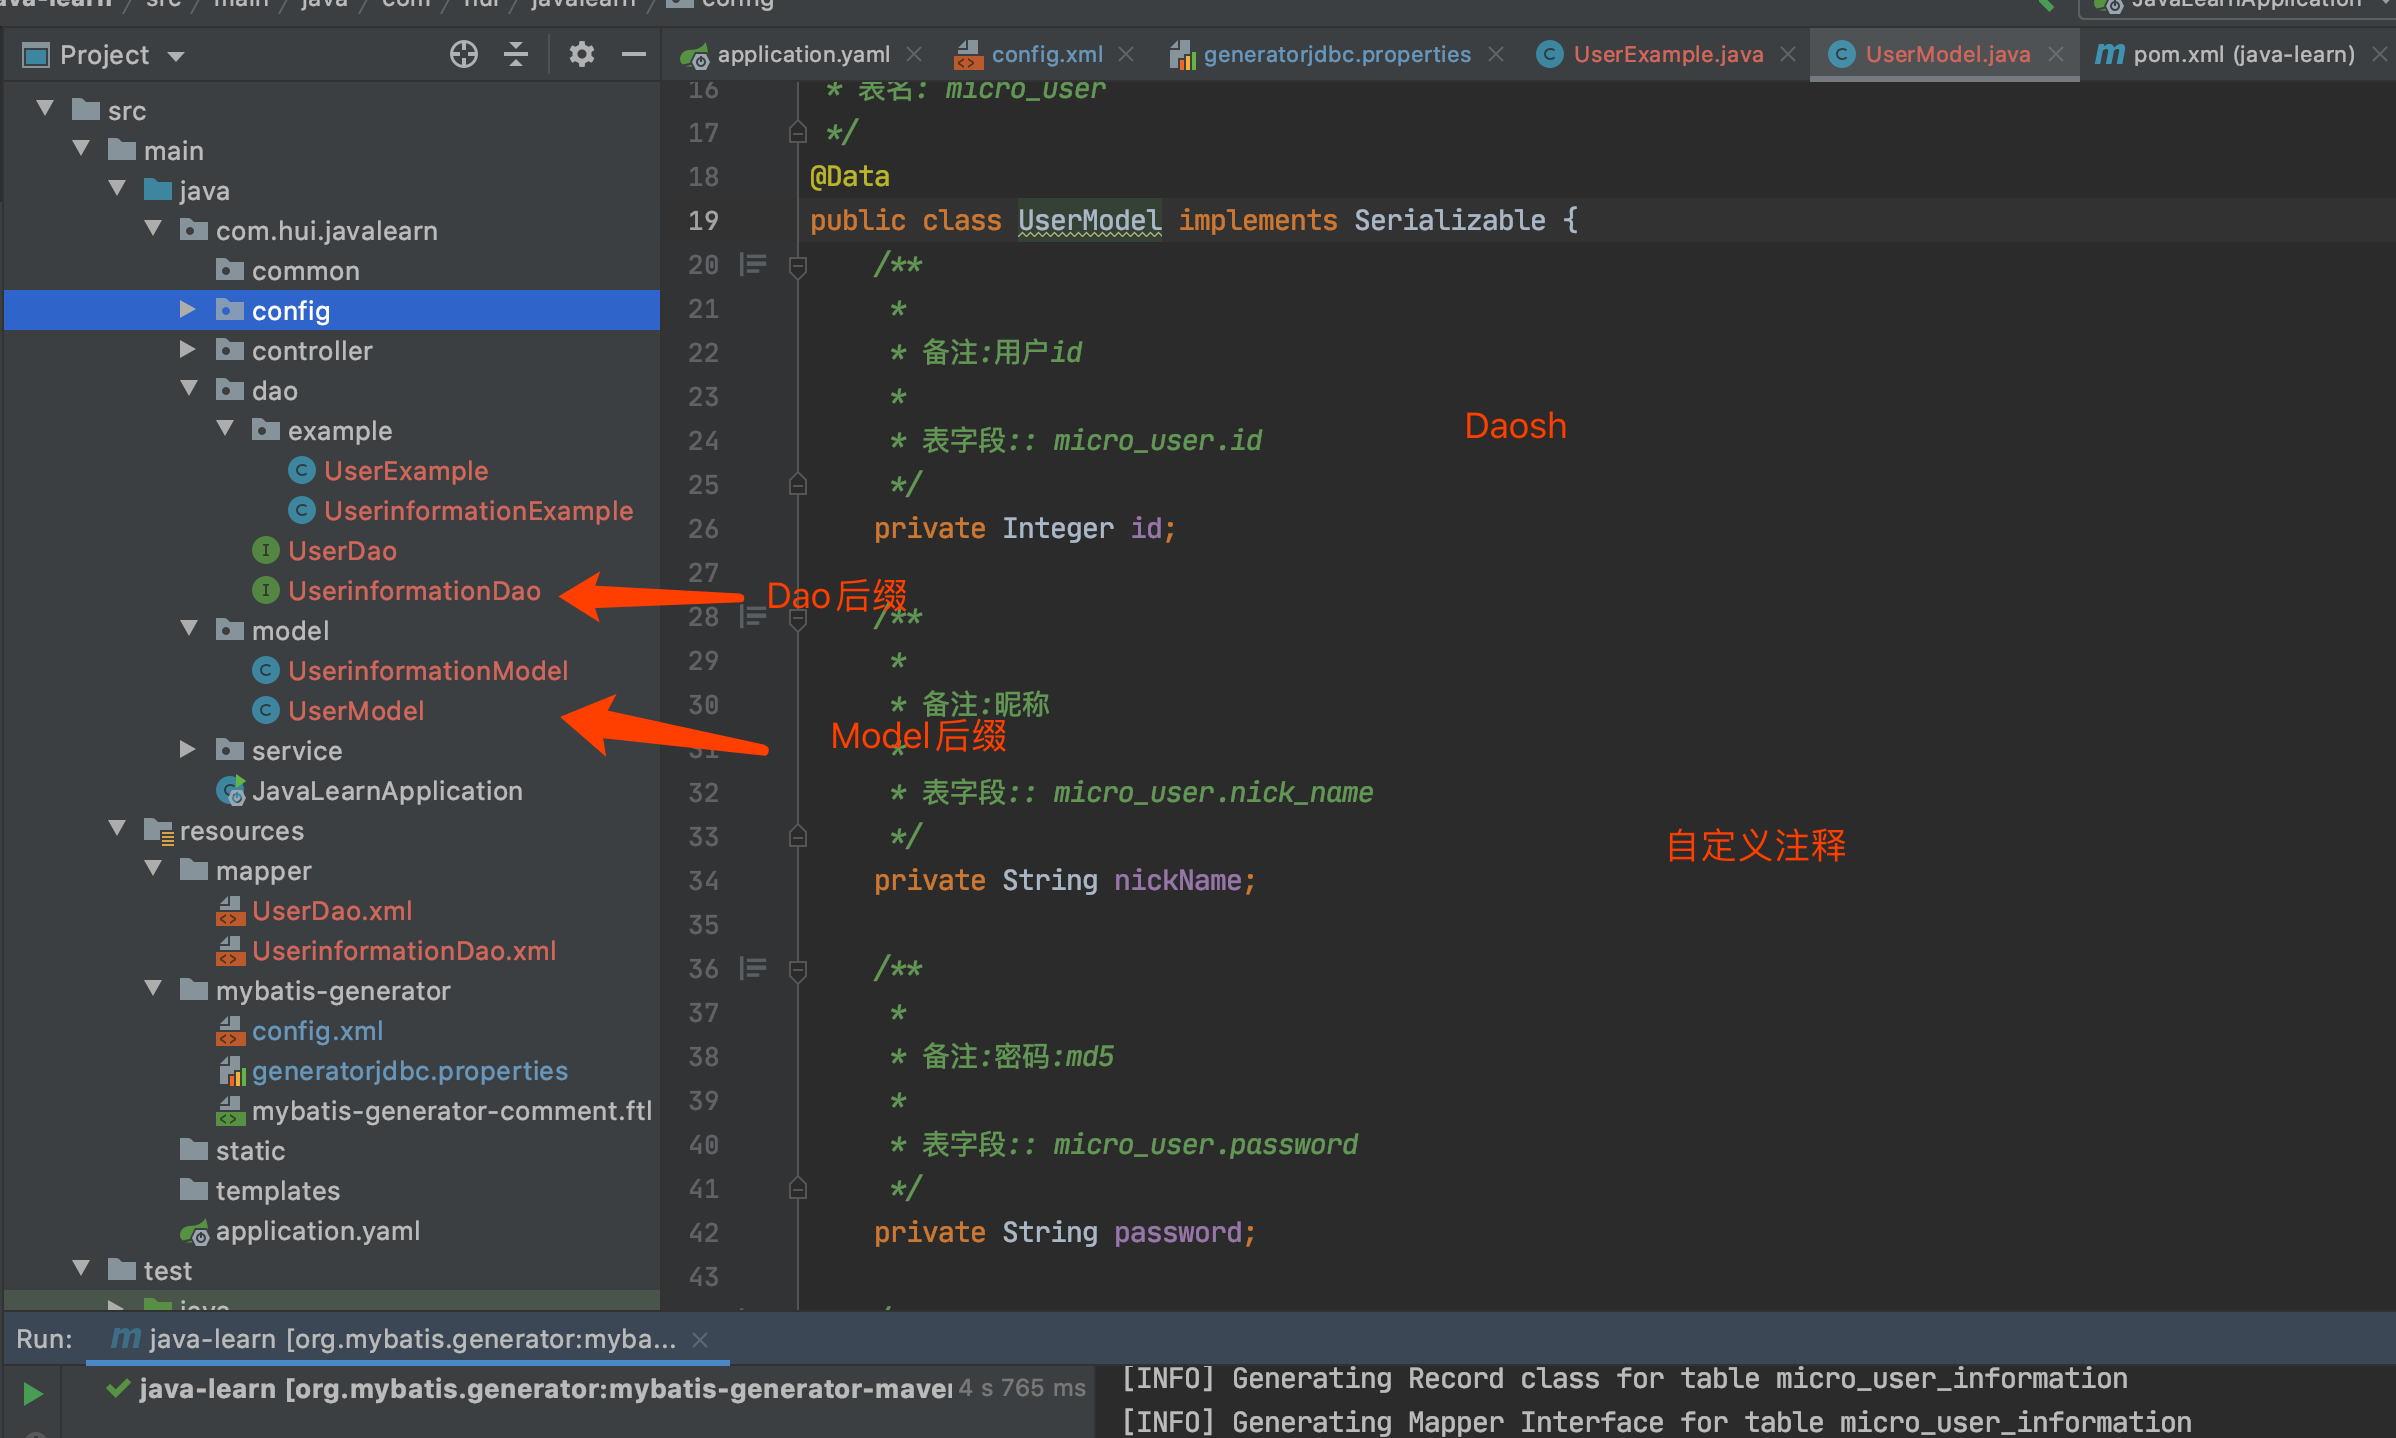 src main java com hui javalearn config JavaLearnApplication
Project
application.yaml
config.xml
generatorjdbc.properties
UserExample.java
UserModel.java
pom.xml (java-learn)
src
main
java
com.hui.javalearn
common
config
controller
dao
example
UserExample
UserinformationExample
UserDao
UserinformationDao
model
UserinformationModel
UserModel
service
JavaLearnApplication
resources
mapper
UserDao.xml
UserinformationDao.xml
mybatis-generator
config.xml
generatorjdbc.properties
mybatis-generator-comment.ftl
static
templates
application.yaml
test
java
16 * 表名: micro_user
17 */
18 @Data
19 public class UserModel implements Serializable {
20 /**
21 *
22 * 备注:用户id
23 *
24 * 表字段:: micro_user.id
25 */
26 private Integer id;
27
28 /**
29 *
30 * 备注:昵称
31 *
32 * 表字段:: micro_user.nick_name
33 */
34 private String nickName;
35
36 /**
37 *
38 * 备注:密码:md5
39 *
40 * 表字段:: micro_user.password
41 */
42 private String password;
43
Daosh
Dao后缀
Model后缀
自定义注释
Run: java-learn [org.mybatis.generator:myba...
java-learn [org.mybatis.generator:mybatis-generator-maven 4 s 765 ms
[INFO] Generating Record class for table micro_user_information
[INFO] Generating Mapper Interface for table micro_user_information